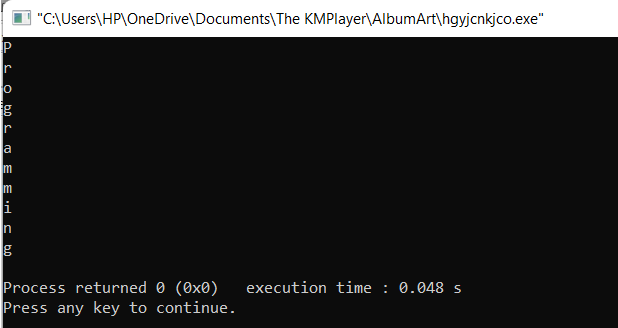 "C:\Users\HP\OneDrive\Documents\The KMPlayer\AlbumArt\hgyjcnkjco.exe"
P
r
o
g
r
a
m
m
i
n
g
Process returned 0 (0x0)   execution time : 0.048 s
Press any key to continue.